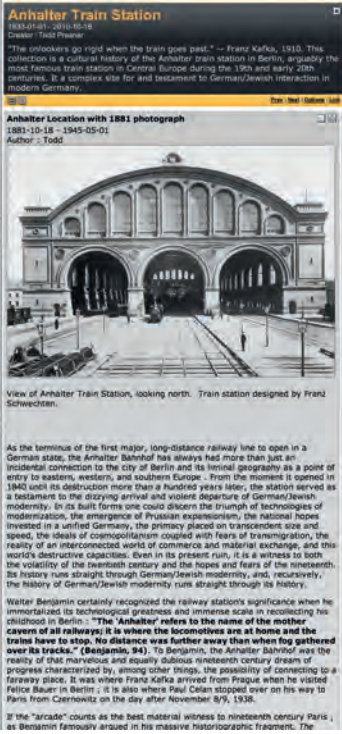 Anhalter Train Station
1833-01-01 - 2010-10-18
Creator : Todd Presner
"The onlookers go rigid when the train goes past." -- Franz Kafka, 1910. This
collection is a cultural history of the Anhalter train station in Berlin, arguably the
most famous train station in Central Europe during the 19th and early 20th
centuries. It a complex site for and testament to German/Jewish interaction in
modern Germany.
Prev | Next | Options | Link
Anhalter Location with 1881 photograph
1881-10-18 - 1945-05-01
Author : Todd
View of Anhalter Train Station, looking north. Train station designed by Franz
Schwechten.
As the terminus of the first major, long-distance railway line to open in a
German state, the Anhalter Bahnhof has always had more than just an
incidental connection to the city of Berlin and its liminal geography as a point of
entry to eastern, western, and southern Europe . From the moment it opened in
1840 until its destruction more than a hundred years later, the station served as
a testament to the dizzying arrival and violent departure of German/Jewish
modernity. In its built forms one could discern the triumph of technologies of
modernization, the emergence of Prussian expansionism, the national hopes
invested in a unified Germany, the primacy placed on transcendent size and
speed, the ideals of cosmopolitanism coupled with fears of transmigration, the
reality of an interconnected world of commerce and material exchange, and this
world's destructive capacities. Even in its present ruin, it is a witness to both
the volatility of the twentieth century and the hopes and fears of the nineteenth.
Its history runs straight through German/Jewish modernity, and, recursively,
the history of German/Jewish modernity runs straight through its history.
Walter Benjamin certainly recognized the railway station's significance when he
immortalized its technological greatness and immense scale in recollecting his
childhood in Berlin : "The 'Anhalter' refers to the name of the mother
cavern of all railways; it is where the locomotives are at home and the
trains have to stop. No distance was further away than when fog gathered
over its tracks." (Benjamin, 94). To Benjamin, the Anhalter Bahnhof was the
reality of that marvelous and equally dubious nineteenth century dream of
progress characterized by, among other things, the possibility of connecting to a
faraway place. It was where Franz Kafka arrived from Prague when he visited
Felice Bauer in Berlin ; it is also where Paul Celan stopped over on his way to
Paris from Czernowitz on the day after November 8/9, 1938.
If the "arcade" counts as the best material witness to nineteenth century Paris ,
as Benjamin famously argued in his massive historiographic fragment, The